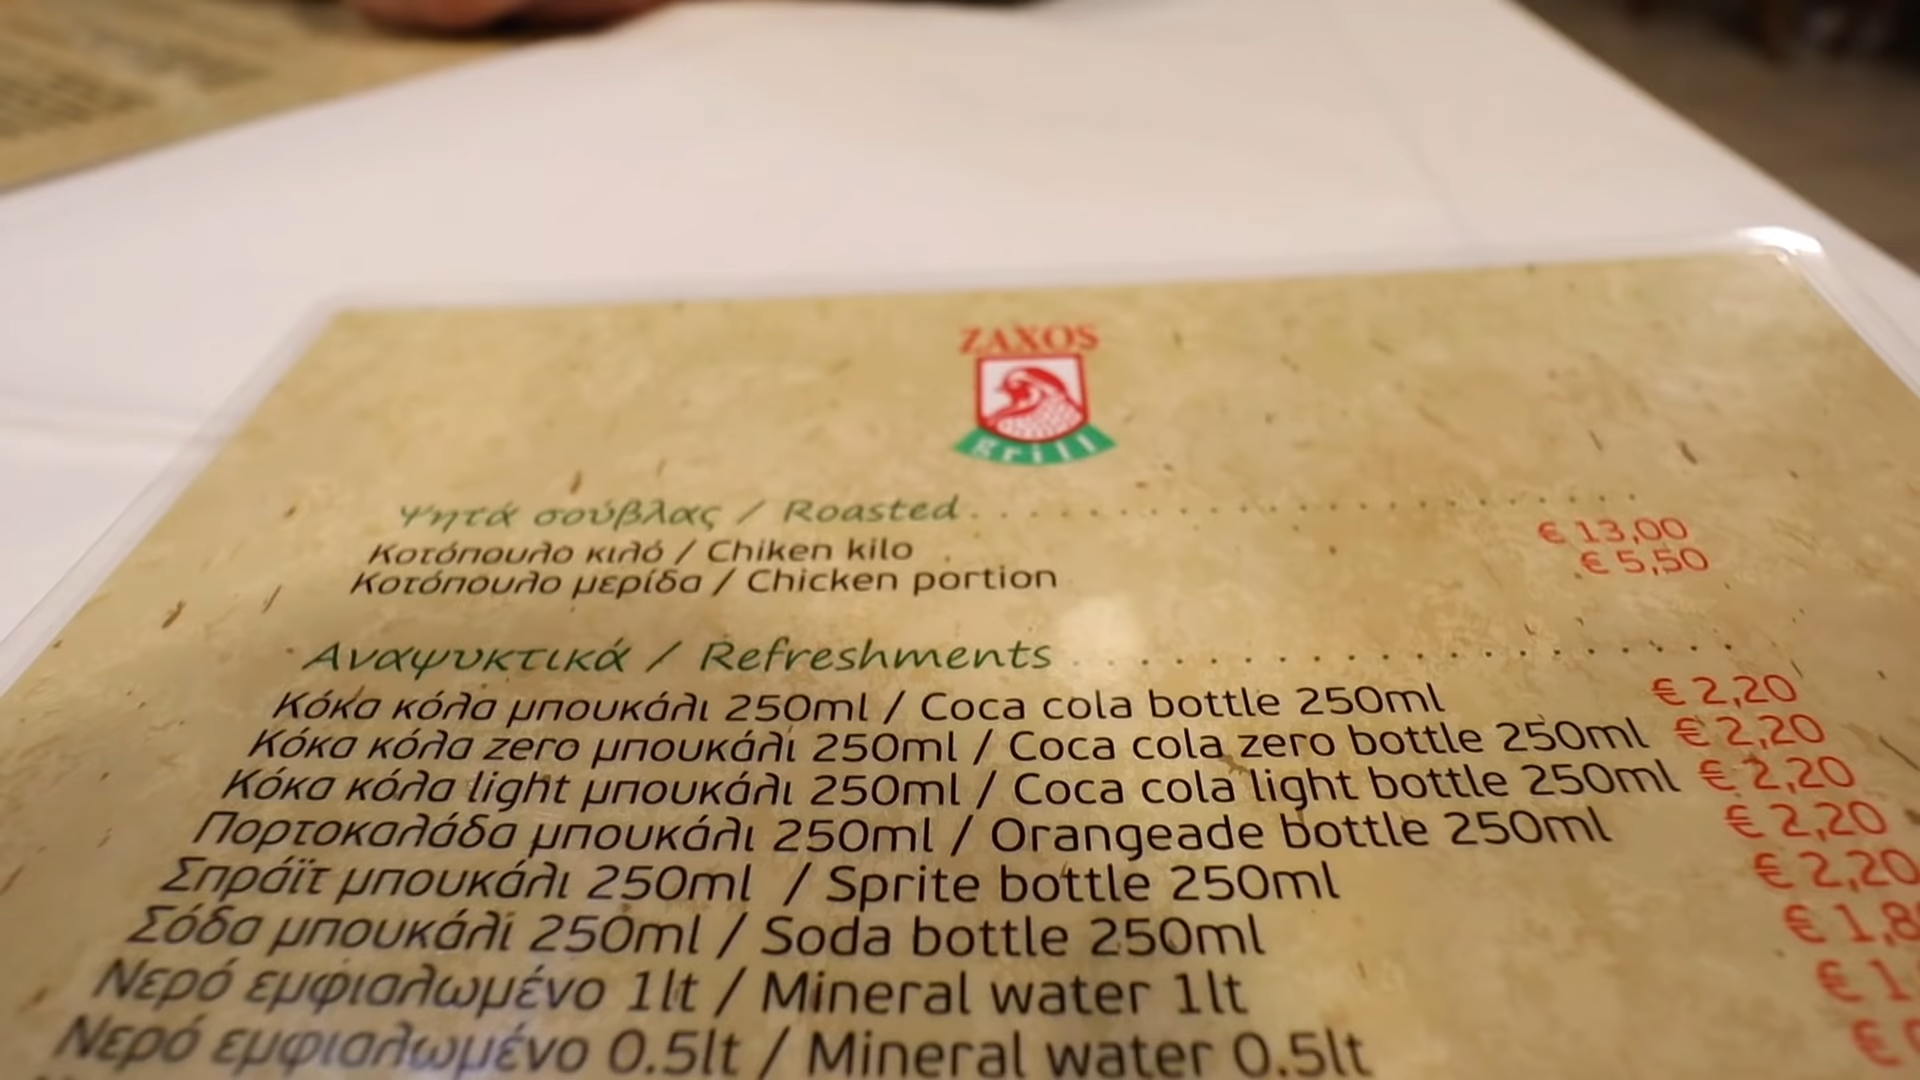 ZAXOS
grill
Ψητά σούβλας / Roasted
Κοτόπουλο κιλό / Chiken kilo € 13,00
Κοτόπουλο μερίδα / Chicken portion € 5,50
Αναψυκτικά / Refreshments
Κόκα κόλα μπουκάλι 250ml / Coca cola bottle 250ml € 2,20
Κόκα κόλα zero μπουκάλι 250ml / Coca cola zero bottle 250ml € 2,20
Κόκα κόλα light μπουκάλι 250ml / Coca cola light bottle 250ml € 2,20
Πορτοκαλάδα μπουκάλι 250ml / Orangeade bottle 250ml € 2,20
Σπράϊτ μπουκάλι 250ml / Sprite bottle 250ml € 2,20
Σόδα μπουκάλι 250ml / Soda bottle 250ml € 1,8
Νερό εμφιαλωμένο 1lt / Mineral water 1lt € 1
Νερό εμφιαλωμένο 0.5lt / Mineral water 0.5lt €